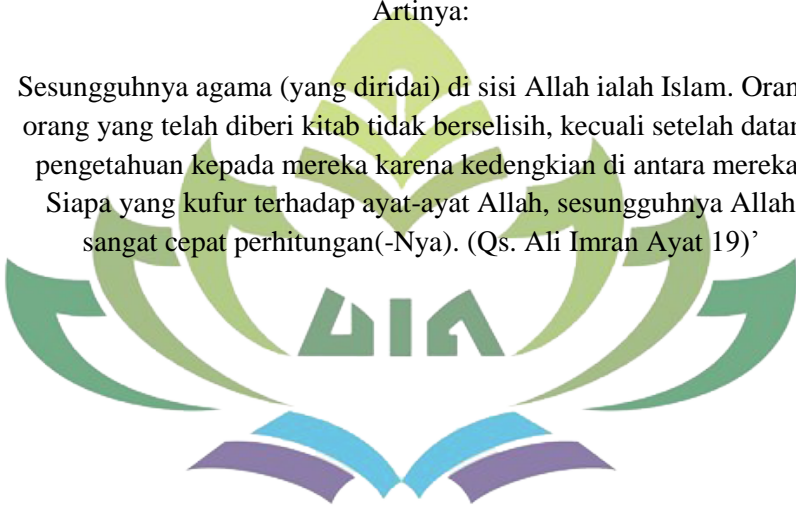 Artinya:
Sesungguhnya agama (yang diridai) di sisi Allah ialah Islam. Oran
orang yang telah diberi kitab tidak berselisih, kecuali setelah datan
pengetahuan kepada mereka karena kedengkian di antara mereka
Siapa yang kufur terhadap ayat-ayat Allah, sesungguhnya Allah
sangat cepat perhitungan(-Nya). (Qs. Ali Imran Ayat 19)’
UIN